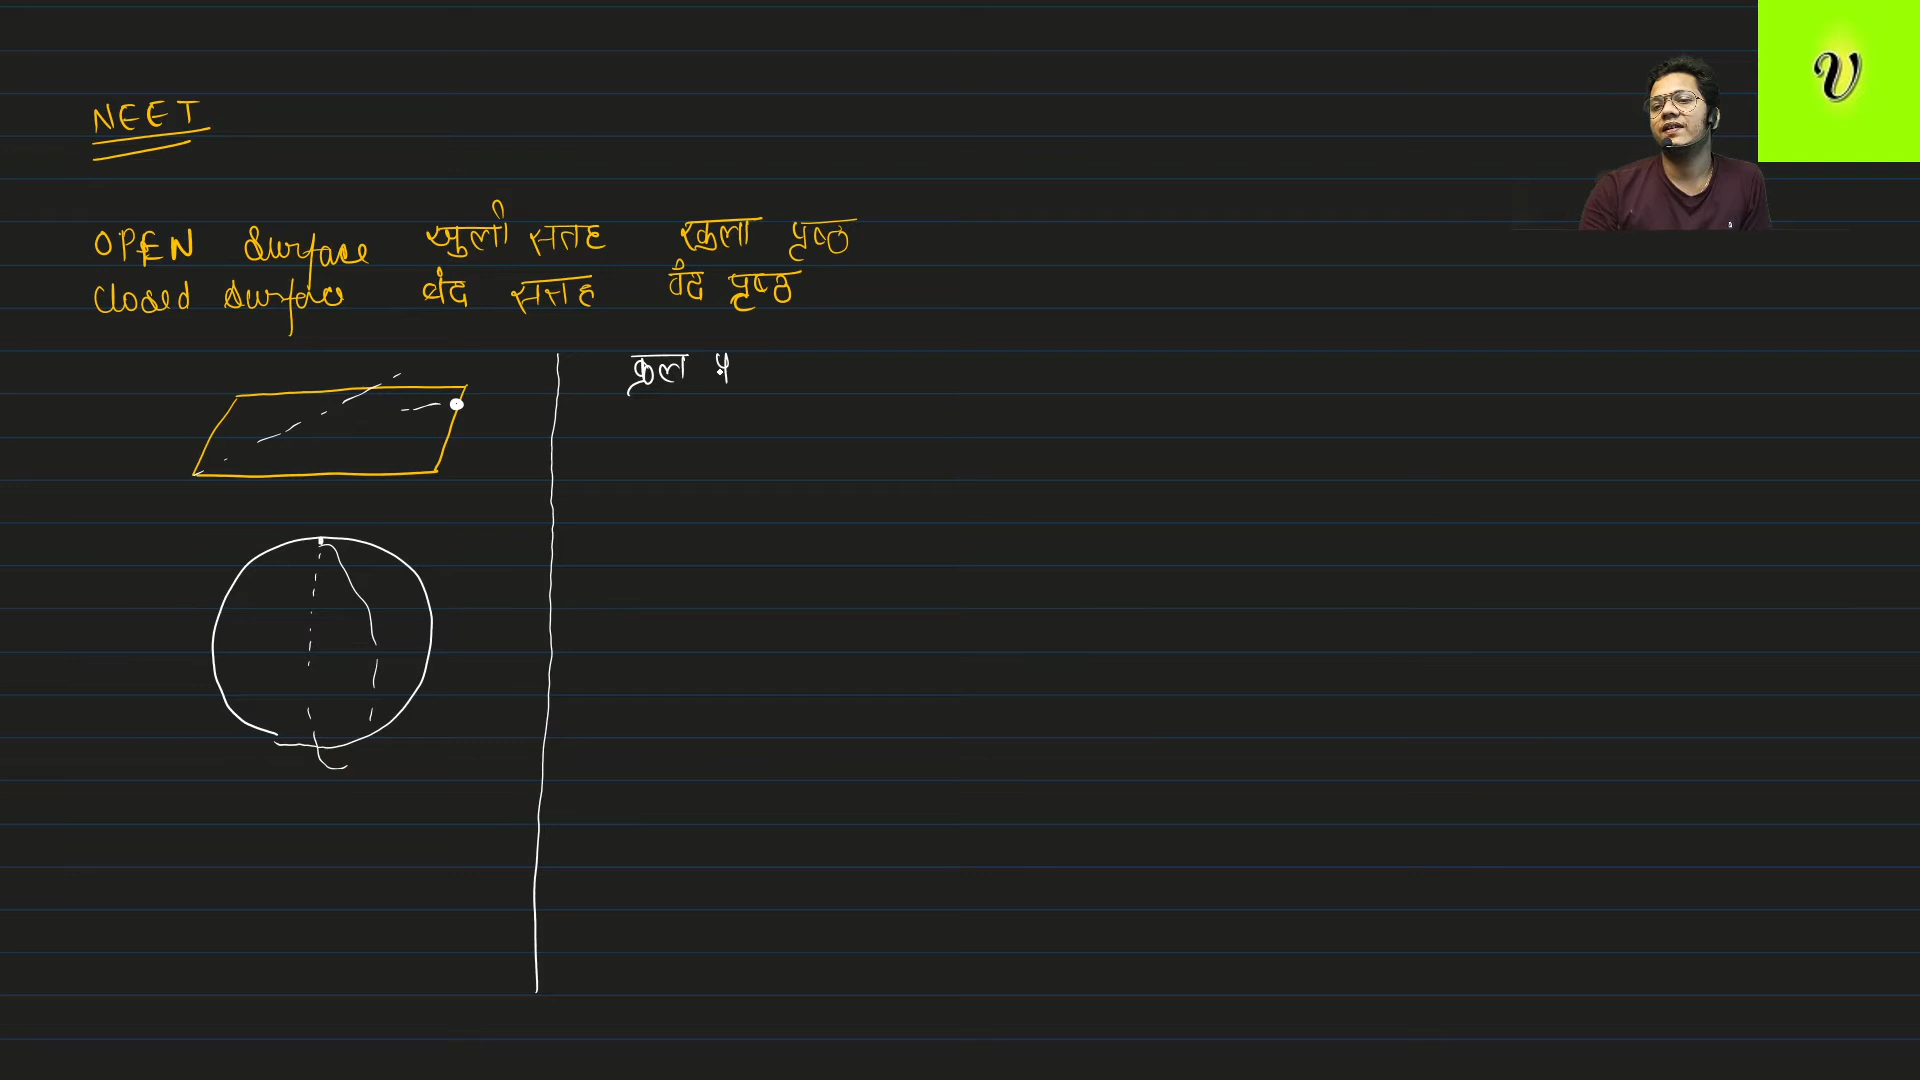 NEET
OPEN Surface खुली सतह खुला पृष्ठ
Closed Surface बंद सतह बंद पृष्ठ
कुल
υ